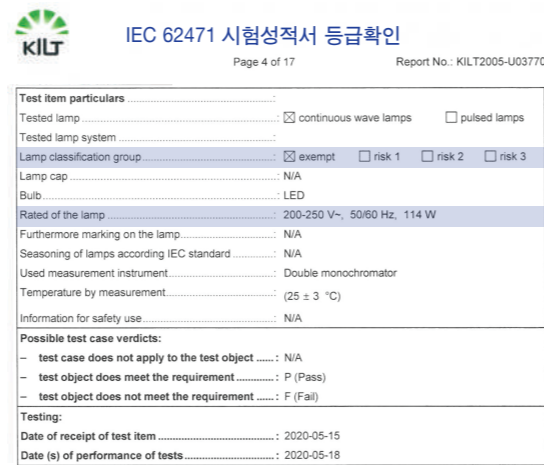 KILT
IEC 62471 시험성적서 등급확인
Page 4 of 17 Report No.: KILT2005-U03770
Test item particulars ..................................................:
Tested lamp ..................................................: ☒ continuous wave lamps ☐ pulsed lamps
Tested lamp system ..................................................:
Lamp classification group..................................................: ☒ exempt ☐ risk 1 ☐ risk 2 ☐ risk 3
Lamp cap ..................................................: N/A
Bulb..................................................: LED
Rated of the lamp ..................................................: 200-250 V~, 50/60 Hz, 114 W
Furthermore marking on the lamp..............................: N/A
Seasoning of lamps according IEC standard ..............: N/A
Used measurement instrument..............................: Double monochromator
Temperature by measurement..............................: (25 ± 3 °C)
Information for safety use..............................: N/A
Possible test case verdicts:
– test case does not apply to the test object ......: N/A
– test object does meet the requirement.............: P (Pass)
– test object does not meet the requirement ......: F (Fail)
Testing:
Date of receipt of test item ..............................: 2020-05-15
Date (s) of performance of tests..............................: 2020-05-18